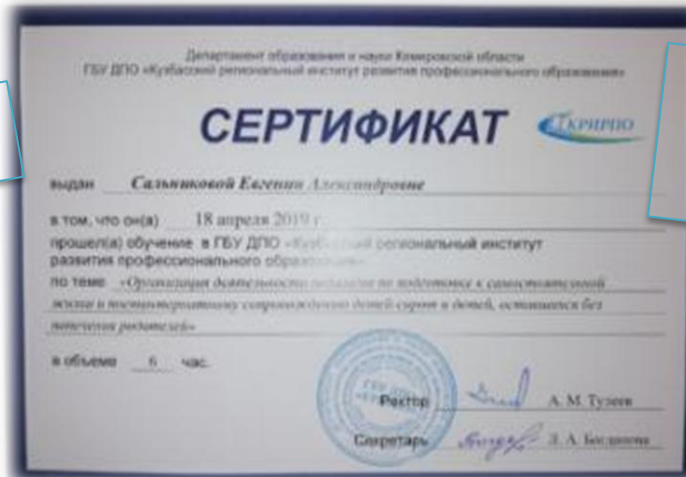 Департамент образования и науки Кемеровской области
ГБУ ДПО «Кузбасский региональный институт развития профессионального образования»
СЕРТИФИКАТ
КРИРПО
выдан Сальниковой Евгении Александровне
в том, что он(а) 18 апреля 2019 г.
прошел(а) обучение в ГБУ ДПО «Кузбасский региональный институт
развития профессионального образования»
по теме «Организация деятельности педагогов по подготовке к самостоятельной
жизни и постинтернатному сопровождению детей-сирот и детей, оставшихся без
попечения родителей»
в объеме 6 час.
Ректор А. М. Тулеев
Секретарь Л. А. Богданова